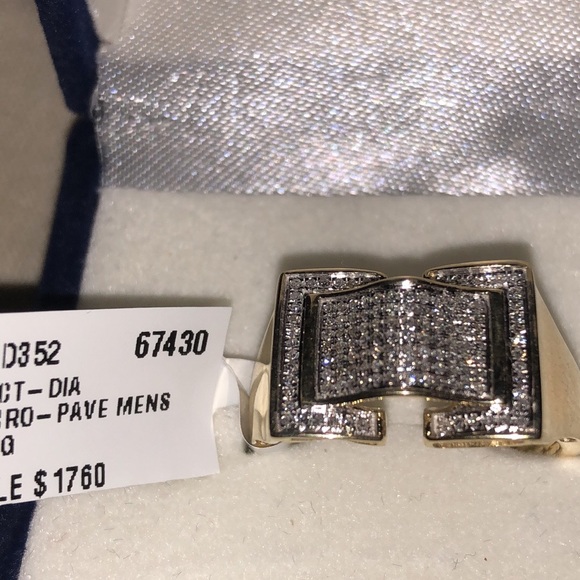 D352 67430
CT-DIA
RO-PAVE MENS
G
LE $1760